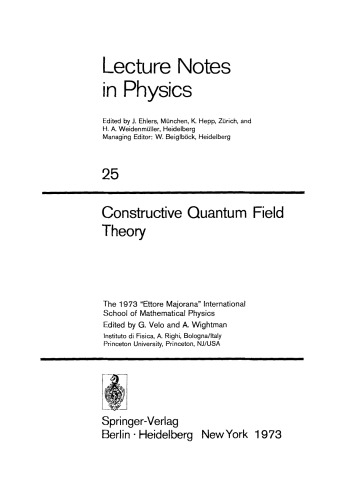 Lecture Notes
in Physics
Edited by J. Ehlers, München, K. Hepp, Zürich, and
H. A. Weidenmüller, Heidelberg
Managing Editor: W. Beiglböck, Heidelberg
25
Constructive Quantum Field
Theory
The 1973 "Ettore Majorana" International
School of Mathematical Physics
Edited by G. Velo and A. Wightman
Instituto di Fisica, A. Righi, Bologna/Italy
Princeton University, Princeton, NJ/USA
Springer-Verlag
Berlin · Heidelberg New York 1973